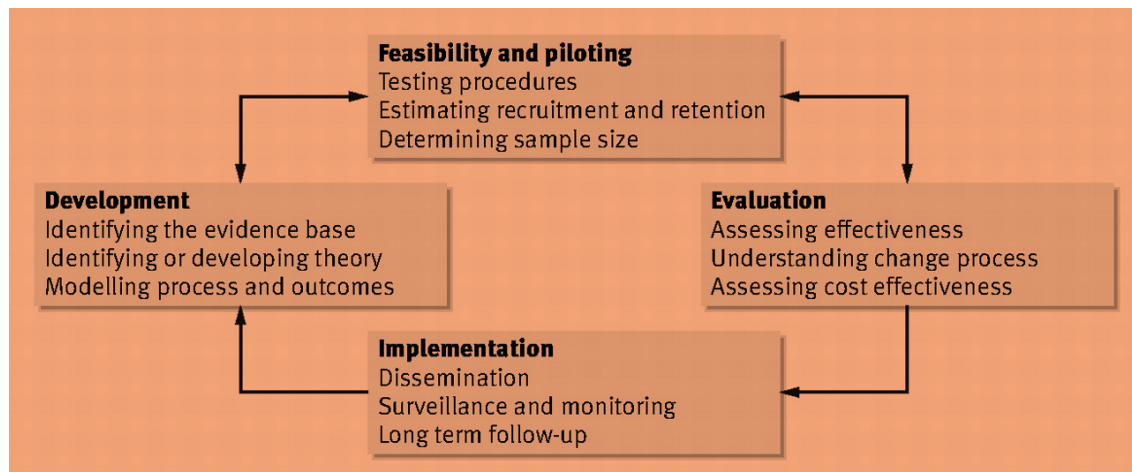 Feasibility and piloting
Testing procedures
Estimating recruitment and retention
Determining sample size
Development
Identifying the evidence base
Identifying or developing theory
Modelling process and outcomes
Evaluation
Assessing effectiveness
Understanding change process
Assessing cost effectiveness
Implementation
Dissemination
Surveillance and monitoring
Long term follow-up